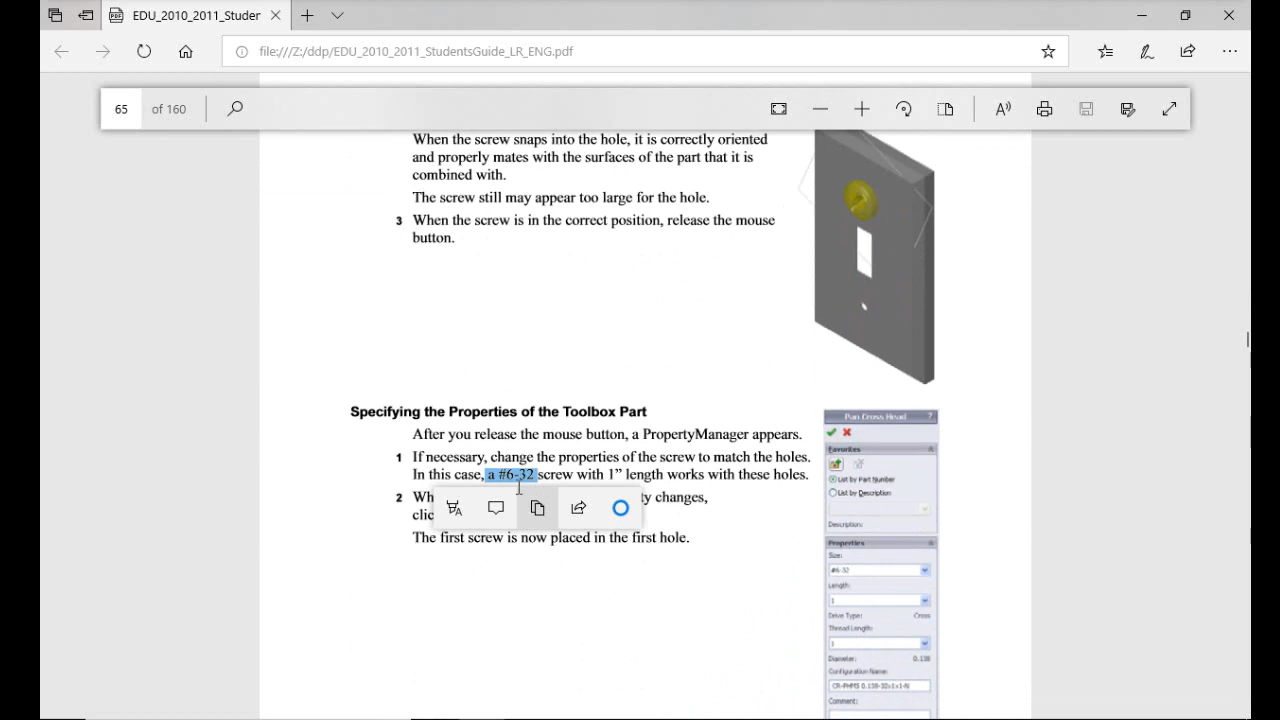 EDU_2010_2011_Studer
file:///Z:/ddp/EDU_2010_2011_StudentsGuide_LR_ENG.pdf
65 of 160
When the screw snaps into the hole, it is correctly oriented
and properly mates with the surfaces of the part that it is
combined with.
The screw still may appear too large for the hole.
3 When the screw is in the correct position, release the mouse
button.
Specifying the Properties of the Toolbox Part
After you release the mouse button, a PropertyManager appears.
1 If necessary, change the properties of the screw to match the holes.
In this case, a #6-32 screw with 1” length works with these holes.
2 Wh ty changes,
clic
The first screw is now placed in the first hole.
Pan Cross Head ?
Favorites
List by Part Number
List by Description
Description:
Properties
Size:
#6-32
Length:
1
Drive Type: Cross
Thread Length:
1
Diameter: 0.138
Configuration Name:
CR-PHMS 0.138-32x1x1-N
Comment: